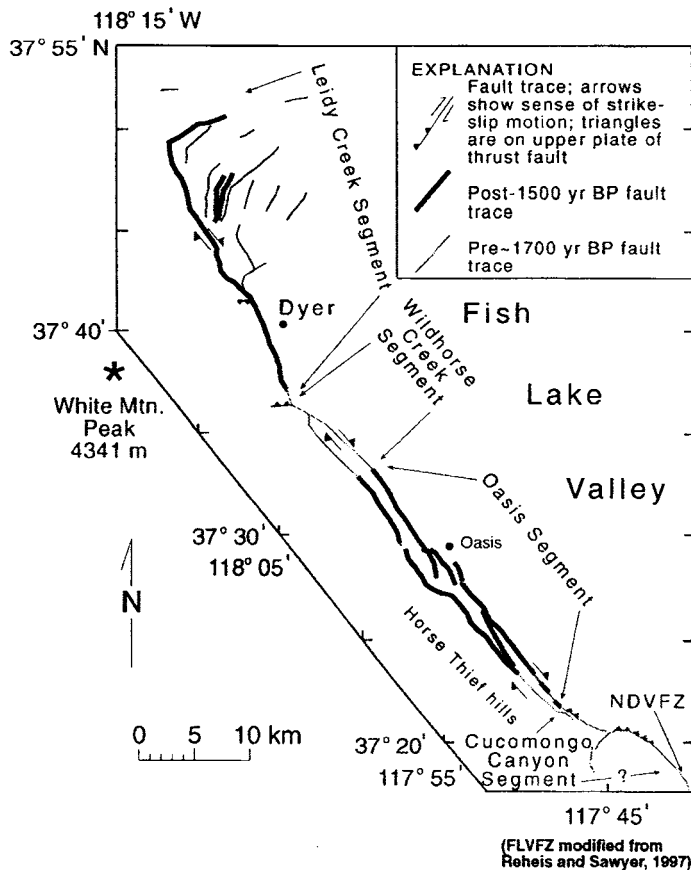 118° 15' W
37° 55' N
Leidy Creek Segment
EXPLANATION
Fault trace; arrows
show sense of strike-
slip motion; triangles
are on upper plate of
thrust fault
Post-1500 yr BP fault
trace
Pre~1700 yr BP fault
trace
Dyer
Wildhorse
Creek
Segment
Fish
Lake
Valley
37° 40'
*
White Mtn.
Peak
4341 m
Oasis Segment
Oasis
37° 30'
118° 05'
N
Horse Thief hills
NDVFZ
0 5 10 km
37° 20'
117° 55'
Cucomongo
Canyon
Segment
?
117° 45'
(FLVFZ modified from
Reheis and Sawyer, 1997)